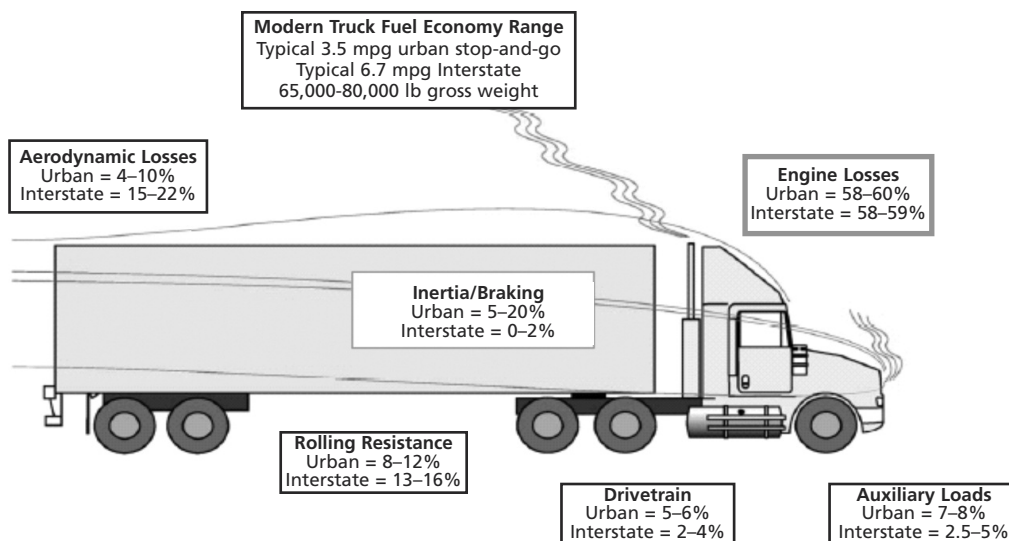 Modern Truck Fuel Economy Range
Typical 3.5 mpg urban stop-and-go
Typical 6.7 mpg Interstate
65,000-80,000 lb gross weight
Aerodynamic Losses
Urban = 4–10%
Interstate = 15–22%
Engine Losses
Urban = 58–60%
Interstate = 58–59%
Inertia/Braking
Urban = 5–20%
Interstate = 0–2%
Rolling Resistance
Urban = 8–12%
Interstate = 13–16%
Drivetrain
Urban = 5–6%
Interstate = 2–4%
Auxiliary Loads
Urban = 7–8%
Interstate = 2.5–5%